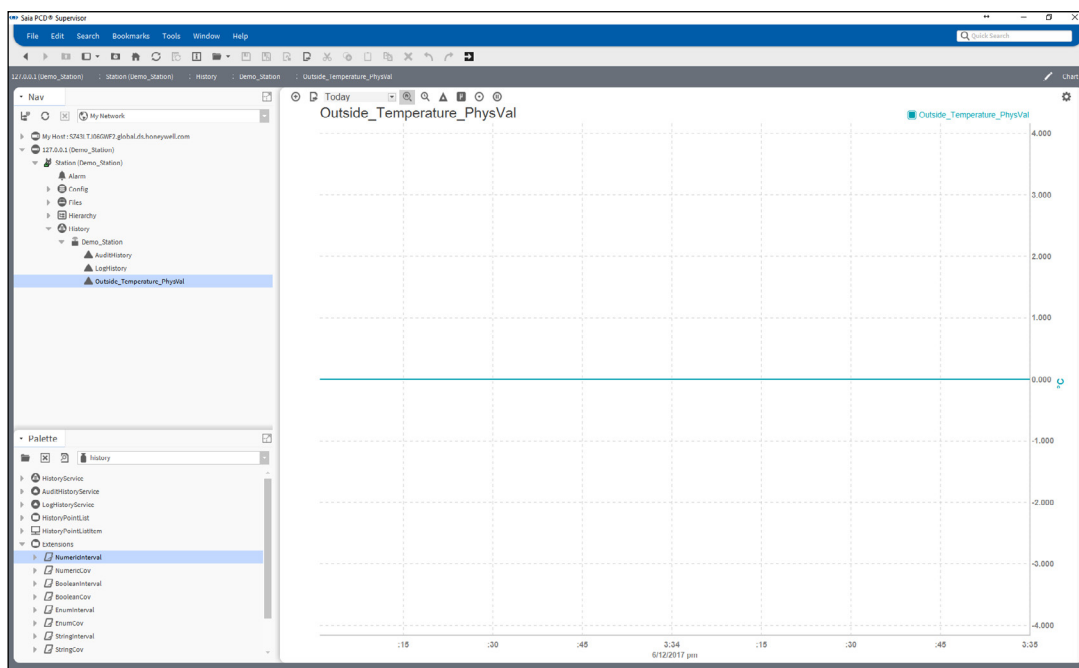 Saia PCD® Supervisor
File Edit Search Bookmarks Tools Window Help
Quick Search
127.0.0.1 (Demo_Station) : Station (Demo_Station) : History : Demo_Station : Outside_Temperature_PhysVal
Chart
Nav
My Network
My Host : 
127.0.0.1 (Demo_Station)
Station (Demo_Station)
Alarm
Config
Files
Hierarchy
History
Demo_Station
AuditHistory
LogHistory
Outside_Temperature_PhysVal
Palette
history
HistoryService
AuditHistoryService
LogHistoryService
HistoryPointList
HistoryPointListItem
Extensions
NumericInterval
NumericCov
BooleanInterval
BooleanCov
EnumInterval
EnumCov
StringInterval
StringCov
Today
Outside_Temperature_PhysVal
Outside_Temperature_PhysVal
4.000
3.000
2.000
1.000
0.000
°C
-1.000
-2.000
-3.000
-4.000
:15 :30 :45 3:34 :15 :30 :45 3:35
6/12/2017 pm